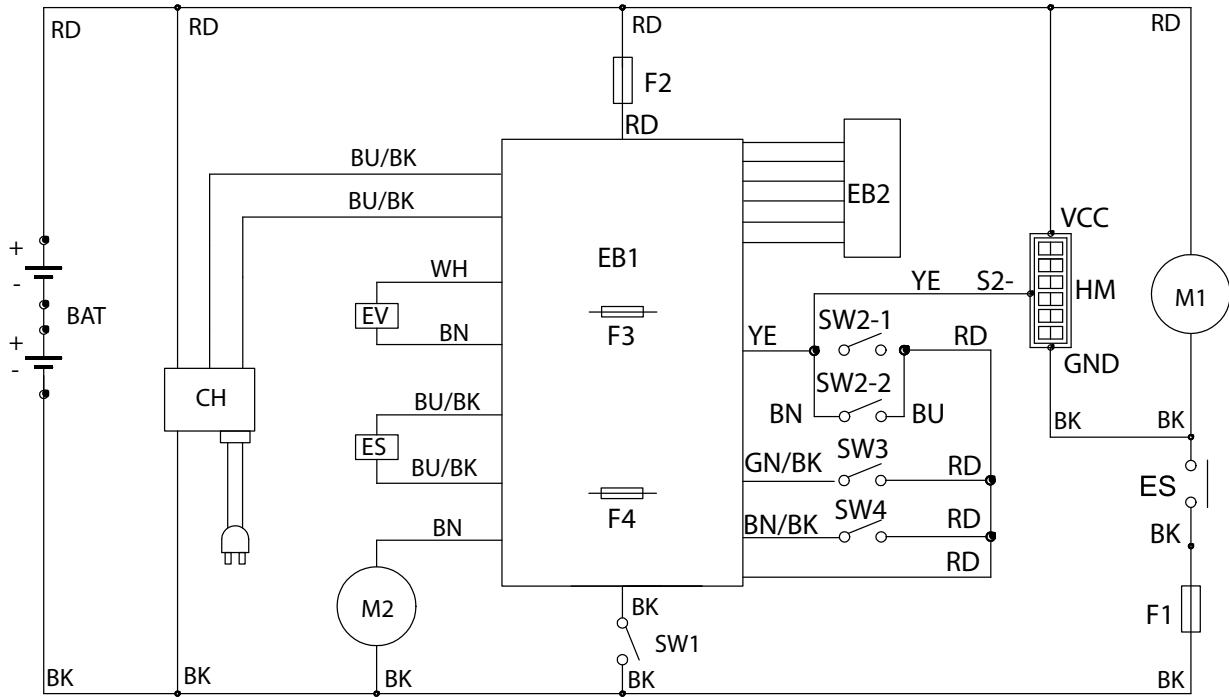 RD
RD
RD
RD
F2
RD
BU/BK
BU/BK
EB2
VCC
EB1
WH
YE
S2-
HM
M1
+
-
BAT
+
-
EV
F3
SW2-1
BN
YE
RD
GND
SW2-2
CH
BN
BU
BK
BK
BU/BK
ES
SW3
GN/BK
RD
BU/BK
ES
F4
SW4
BN/BK
RD
BN
BK
RD
M2
BK
F1
SW1
BK
BK
BK
BK
BK